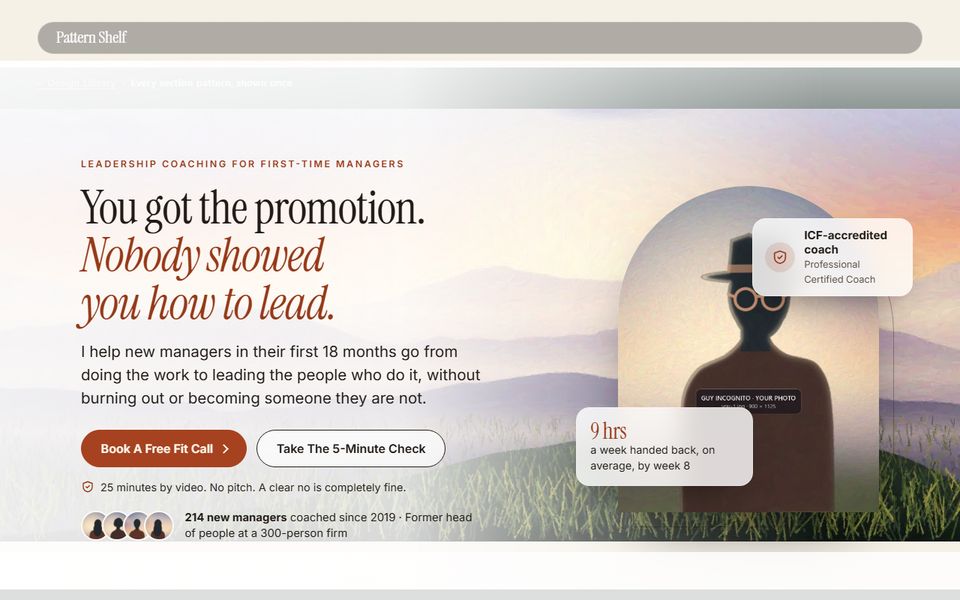 Pattern Shelf
← Design Library · Every section pattern, shown once
LEADERSHIP COACHING FOR FIRST-TIME MANAGERS
You got the promotion.
Nobody showed
you how to lead.
I help new managers in their first 18 months go from
doing the work to leading the people who do it, without
burning out or becoming someone they are not.
Book A Free Fit Call
Take The 5-Minute Check
25 minutes by video. No pitch. A clear no is completely fine.
214 new managers coached since 2019 · Former head
of people at a 300-person firm
ICF-accredited
coach
Professional
Certified Coach
GUY INCOGNITO · YOUR PHOTO
900 × 1125
9 hrs
a week handed back, on
average, by week 8